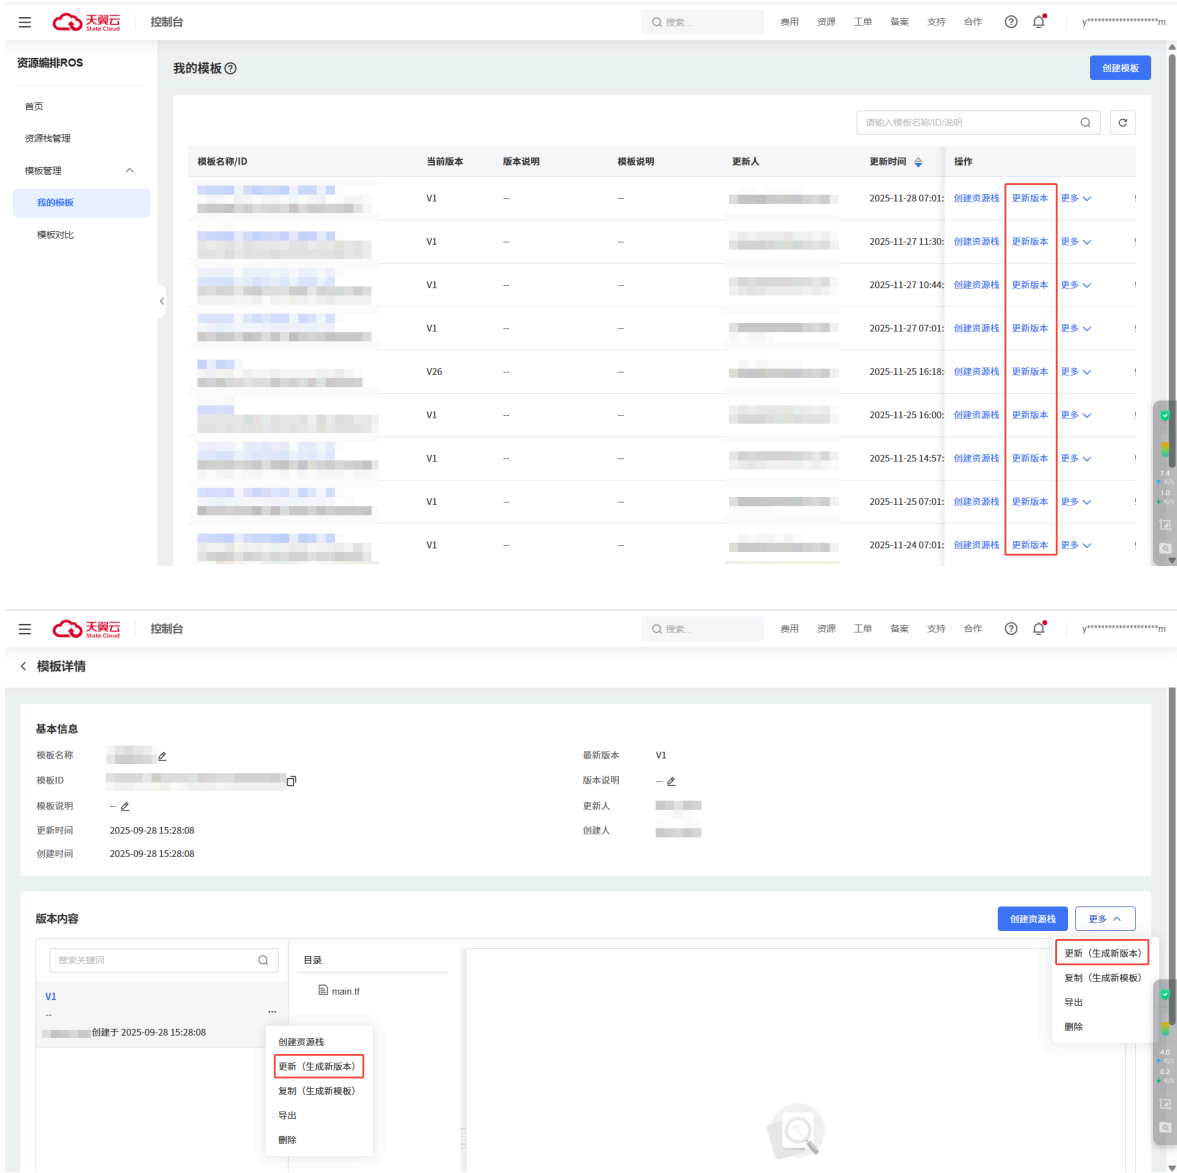 天翼云 State Cloud 控制台 搜索... 费用 资源 工单 备案 支持 合作 y********************m
资源编排ROS
首页
资源栈管理
模板管理
我的模板
模板对比
我的模板
创建模板
请输入模板名称/ID/说明
模板名称/ID 当前版本 版本说明 模板说明 更新人 更新时间 操作
V1 -- -- 2025-11-28 07:01: 创建资源栈 更新版本 更多
V1 -- -- 2025-11-27 11:30: 创建资源栈 更新版本 更多
V1 -- -- 2025-11-27 10:44: 创建资源栈 更新版本 更多
V1 -- -- 2025-11-27 07:01: 创建资源栈 更新版本 更多
V26 -- -- 2025-11-25 16:18: 创建资源栈 更新版本 更多
V1 -- -- 2025-11-25 16:00: 创建资源栈 更新版本 更多
V1 -- -- 2025-11-25 14:57: 创建资源栈 更新版本 更多
V1 -- -- 2025-11-25 07:01: 创建资源栈 更新版本 更多
V1 -- -- 2025-11-24 07:01: 创建资源栈 更新版本 更多
7.4
K/s
1.0
K/s
天翼云 State Cloud 控制台 搜索... 费用 资源 工单 备案 支持 合作 y********************m
模板详情
基本信息
模板名称 最新版本 V1
模板ID 版本说明 --
模板说明 -- 更新人
更新时间 2025-09-28 15:28:08 创建人
创建时间 2025-09-28 15:28:08
版本内容 创建资源栈 更多
搜索关键词
目录
main.tf
V1
--
创建于 2025-09-28 15:28:08
创建资源栈
更新（生成新版本）
复制（生成新模板）
导出
删除
更新（生成新版本）
复制（生成新模板）
导出
删除
4.0
K/s
0.2
K/s